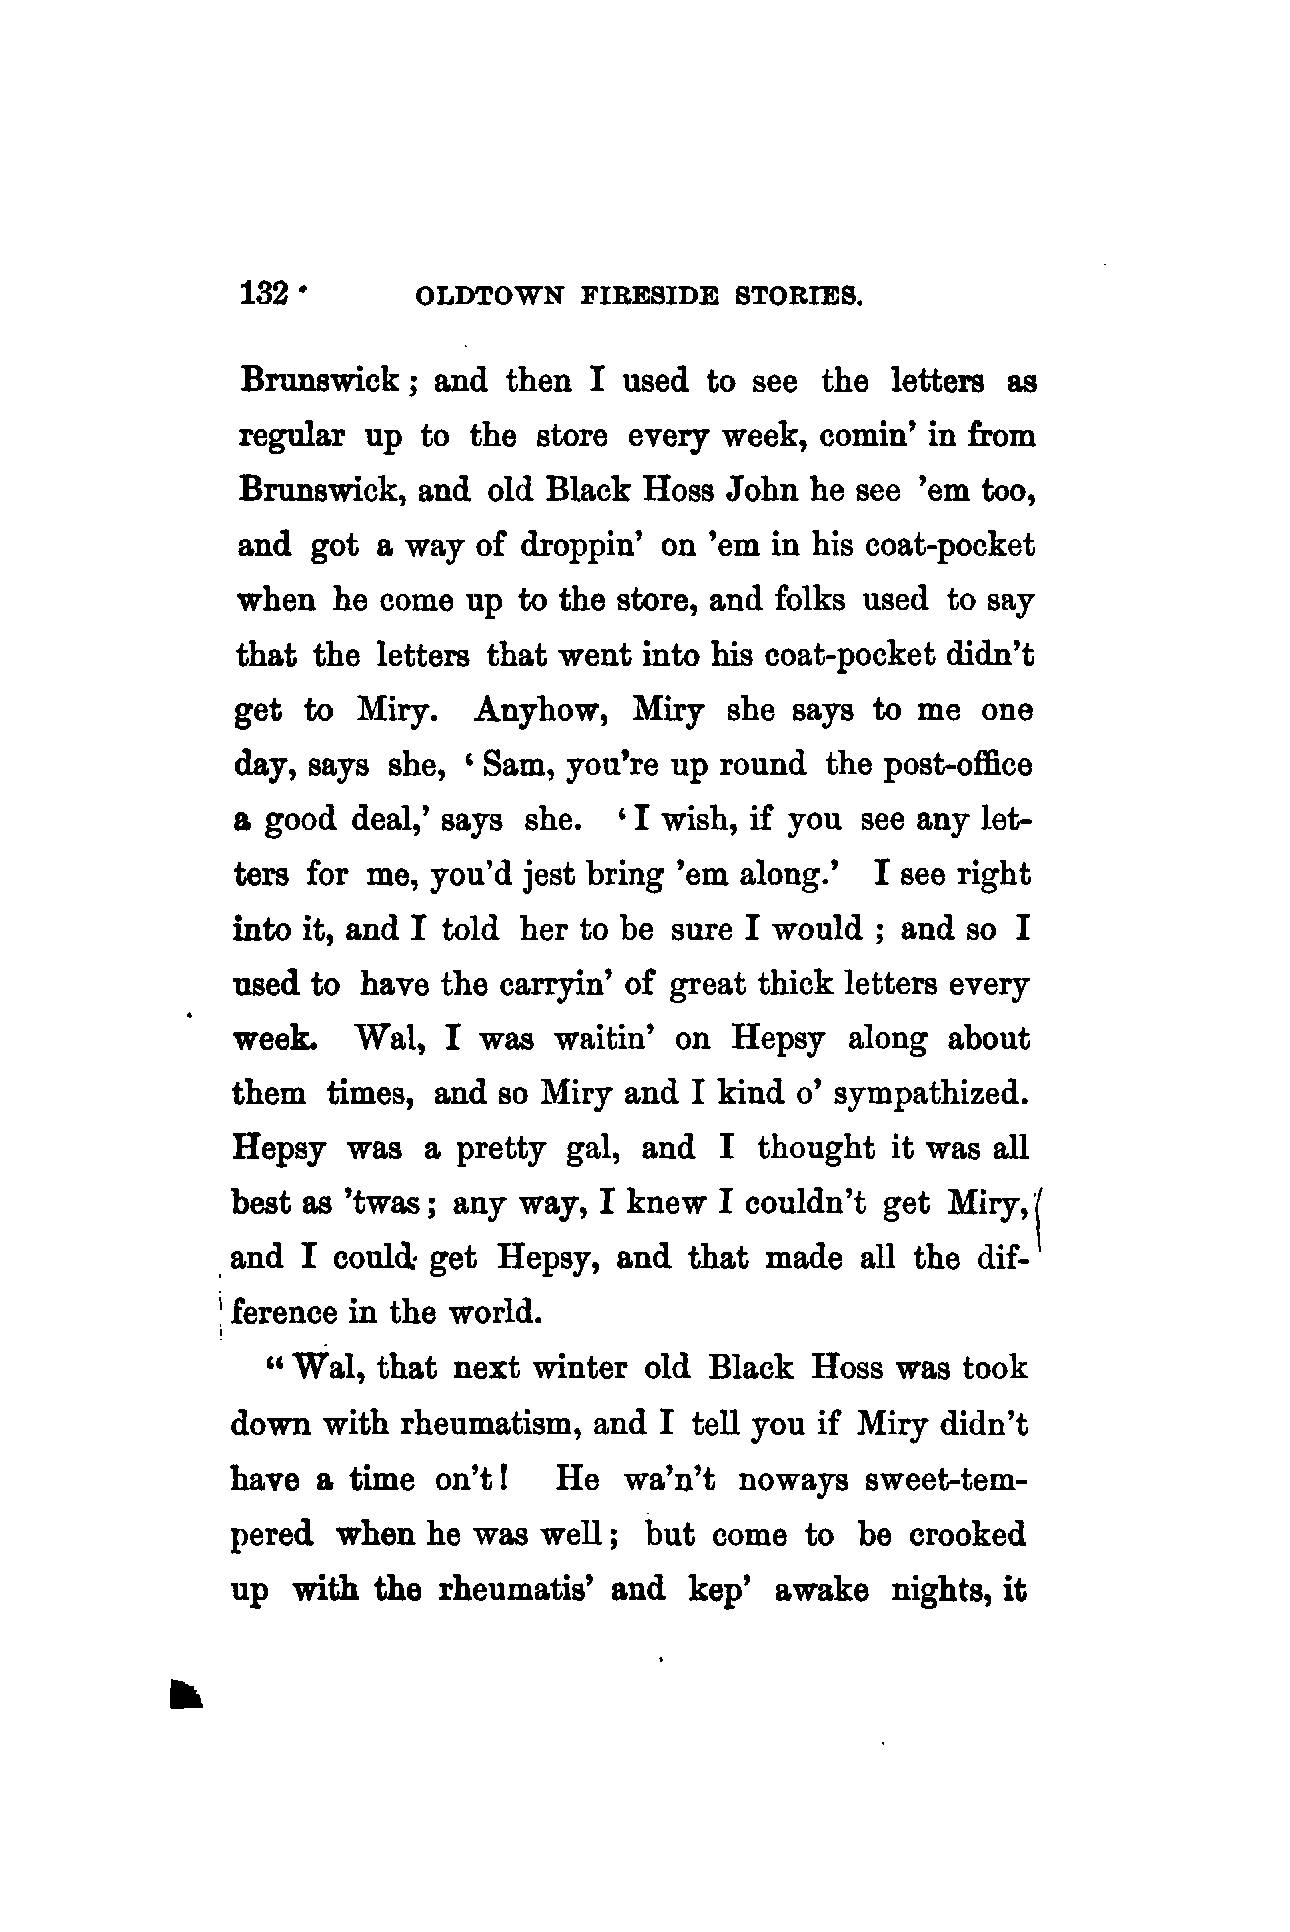 132 OLDTOWN FIRESIDE STORIES.
Brunswick; and then I used to see the letters as
regular up to the store every week, comin’ in from
Brunswick, and old Black Hoss John he see ’em too,
and got a way of droppin’ on ’em in his coat-pocket
when he come up to the store, and folks used to say
that the letters that went into his coat-pocket didn’t
get to Miry. Anyhow, Miry she says to me one
day, says she, ‘Sam, you’re up round the post-office
a good deal,’ says she. ‘I wish, if you see any let-
ters for me, you’d jest bring ’em along.’ I see right
into it, and I told her to be sure I would; and so I
used to have the carryin’ of great thick letters every
week. Wal, I was waitin’ on Hepsy along about
them times, and so Miry and I kind o’ sympathized.
Hepsy was a pretty gal, and I thought it was all
best as ’twas; any way, I knew I couldn’t get Miry,
and I could get Hepsy, and that made all the dif-
ference in the world.
“Wal, that next winter old Black Hoss was took
down with rheumatism, and I tell you if Miry didn’t
have a time on’t! He wa’n’t noways sweet-tem-
pered when he was well; but come to be crooked
up with the rheumatis’ and kep’ awake nights, it